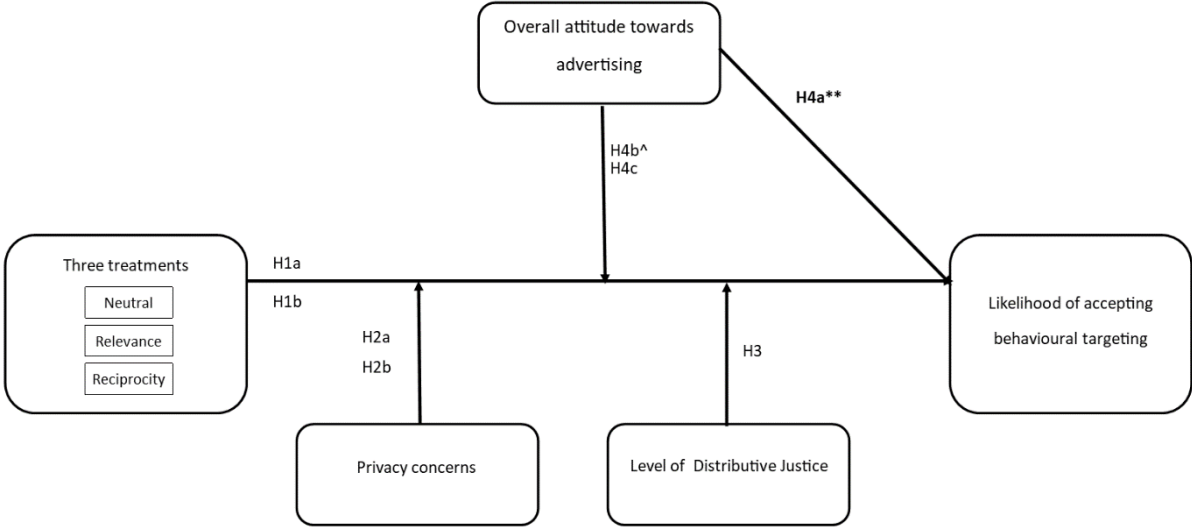 Overall attitude towards
advertising
H4a**
H4b^
H4c
Three treatments
Neutral
Relevance
Reciprocity
H1a
H1b
Likelihood of accepting
behavioural targeting
H2a
H2b
H3
Privacy concerns
Level of Distributive Justice